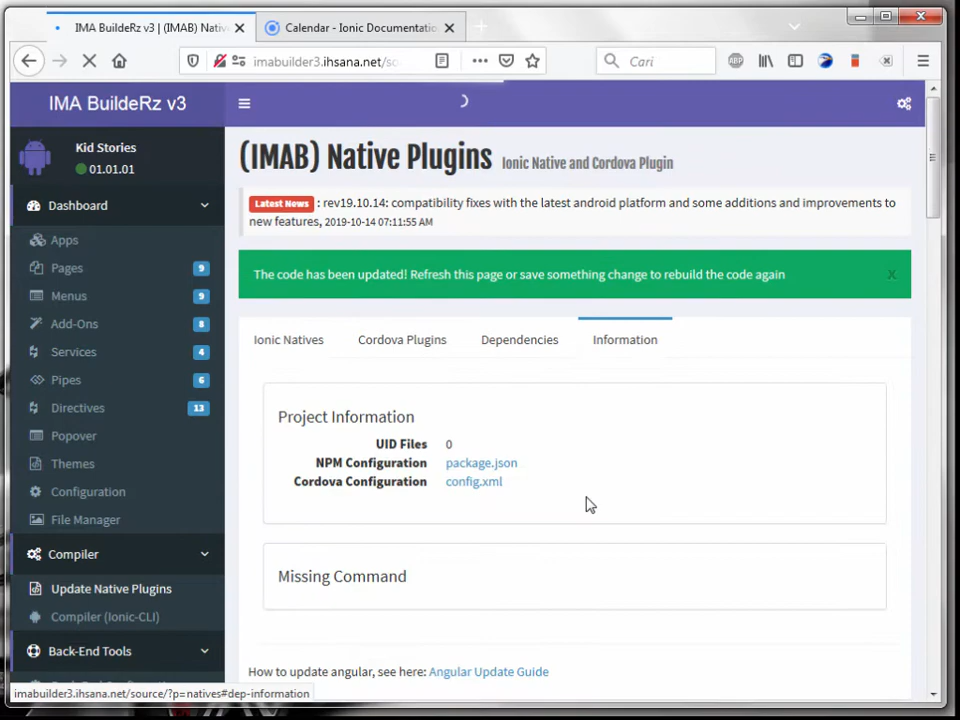 IMA BuildeRz v3 | (IMAB) Nativ
Calendar - Ionic Documentatio
imabuilder3.ihsana.net/so
Cari
IMA BuildeRz v3
Kid Stories
01.01.01
Dashboard
Apps
Pages 9
Menus 9
Add-Ons 8
Services 4
Pipes 6
Directives 13
Popover
Themes
Configuration
File Manager
Compiler
Update Native Plugins
Compiler (Ionic-CLI)
Back-End Tools
(IMAB) Native Plugins Ionic Native and Cordova Plugin
Latest News : rev19.10.14: compatibility fixes with the latest android platform and some additions and improvements to
new features, 2019-10-14 07:11:55 AM
The code has been updated! Refresh this page or save something change to rebuild the code again X
Ionic Natives Cordova Plugins Dependencies Information
Project Information
UID Files 0
NPM Configuration package.json
Cordova Configuration config.xml
Missing Command
How to update angular, see here: Angular Update Guide
imabuilder3.ihsana.net/source/?p=natives#dep-information